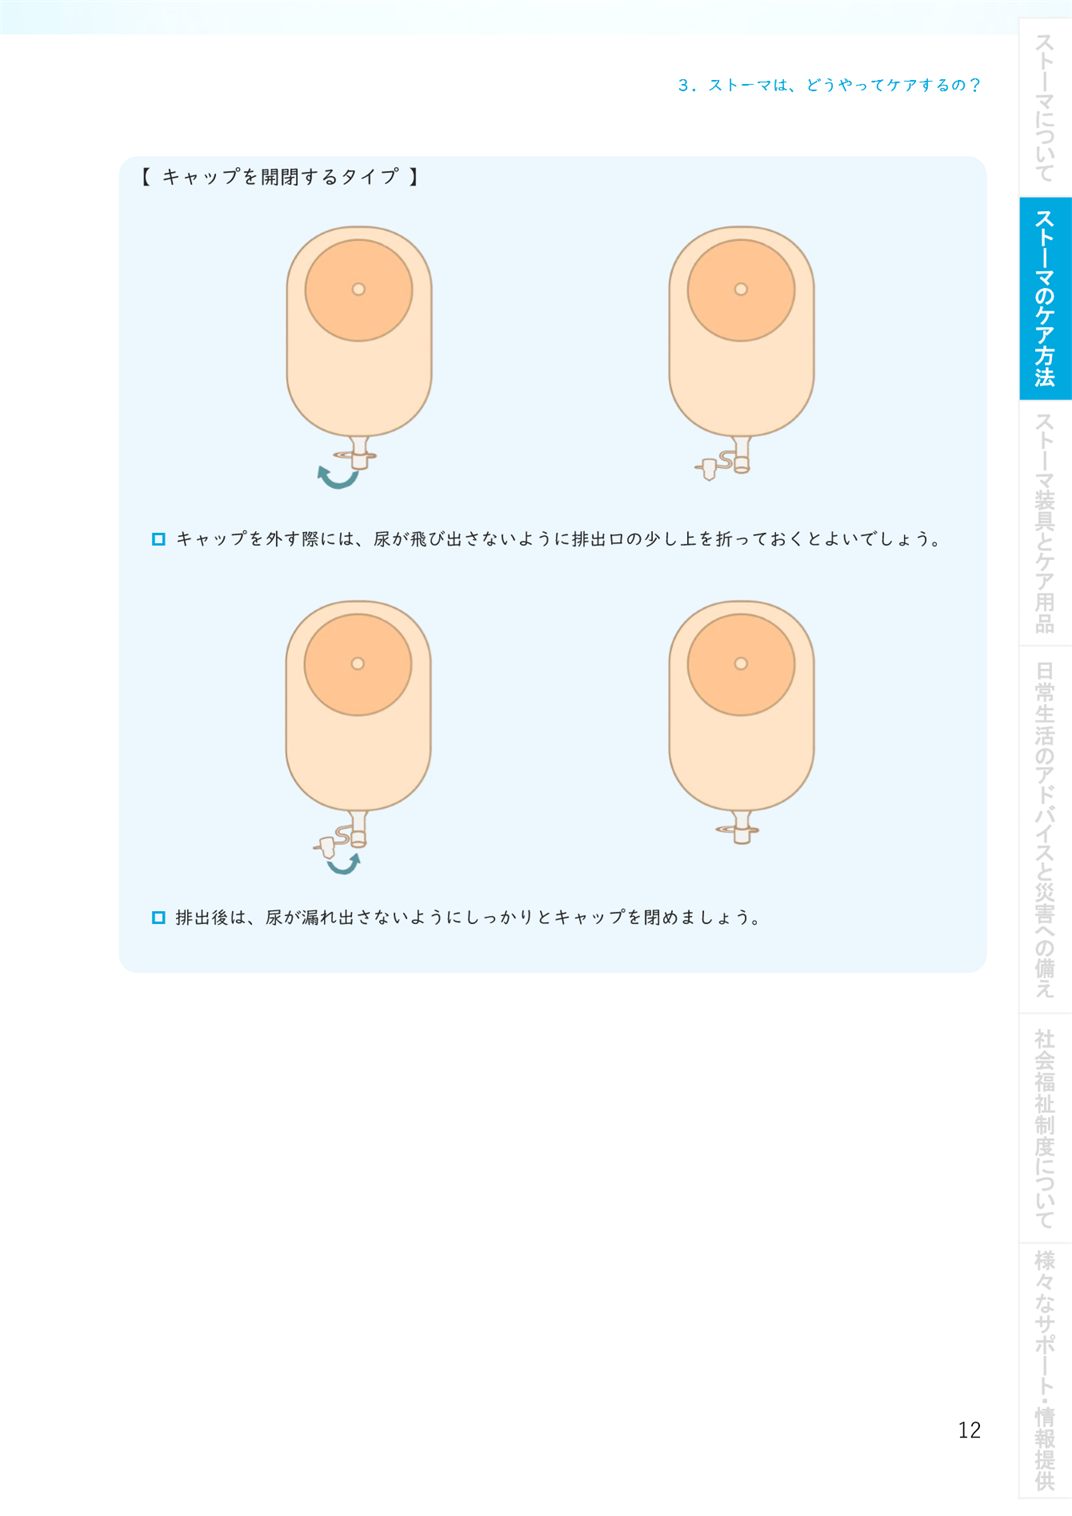 3．ストーマは、どうやってケアするの？
【 キャップを開閉するタイプ 】
キャップを外す際には、尿が飛び出さないように排出口の少し上を折っておくとよいでしょう。
排出後は、尿が漏れ出さないようにしっかりとキャップを閉めましょう。
ストーマについて
ストーマのケア方法
ストーマ装具とケア用品
日常生活のアドバイスと災害への備え
社会福祉制度について
様々なサポート・情報提供
12